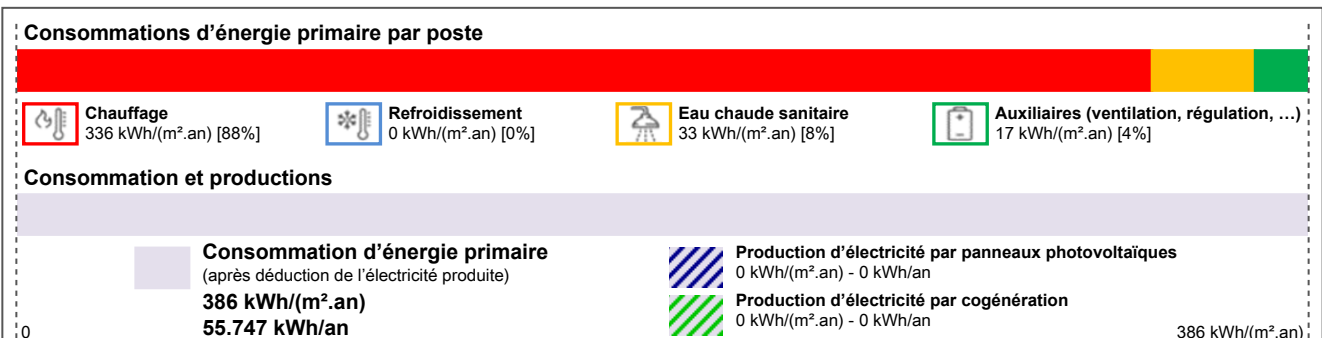 Consommations d'énergie primaire par poste
Chauffage
336 kWh/(m².an) [88%]
Refroidissement
0 kWh/(m².an) [0%]
Eau chaude sanitaire
33 kWh/(m².an) [8%]
Auxiliaires (ventilation, régulation, …)
17 kWh/(m².an) [4%]
Consommation et productions
Consommation d'énergie primaire
(après déduction de l'électricité produite)
386 kWh/(m².an)
55.747 kWh/an
Production d'électricité par panneaux photovoltaïques
0 kWh/(m².an) - 0 kWh/an
Production d'électricité par cogénération
0 kWh/(m².an) - 0 kWh/an
0
386 kWh/(m².an)